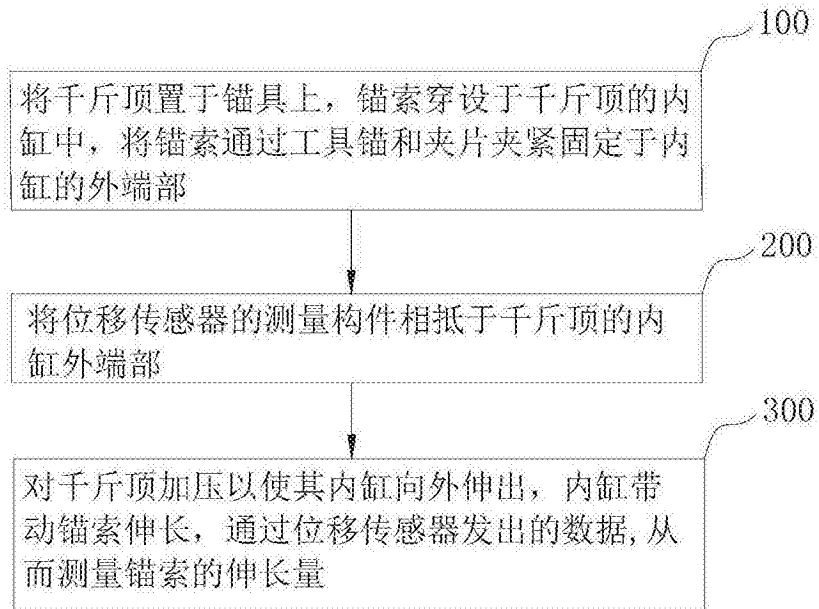 100
将千斤顶置于锚具上，锚索穿设于千斤顶的内
缸中，将锚索通过工具锚和夹片夹紧固定于内
缸的外端部
200
将位移传感器的测量构件相抵于千斤顶的内
缸外端部
300
对千斤顶加压以使其内缸向外伸出，内缸带
动锚索伸长，通过位移传感器发出的数据,从
而测量锚索的伸长量